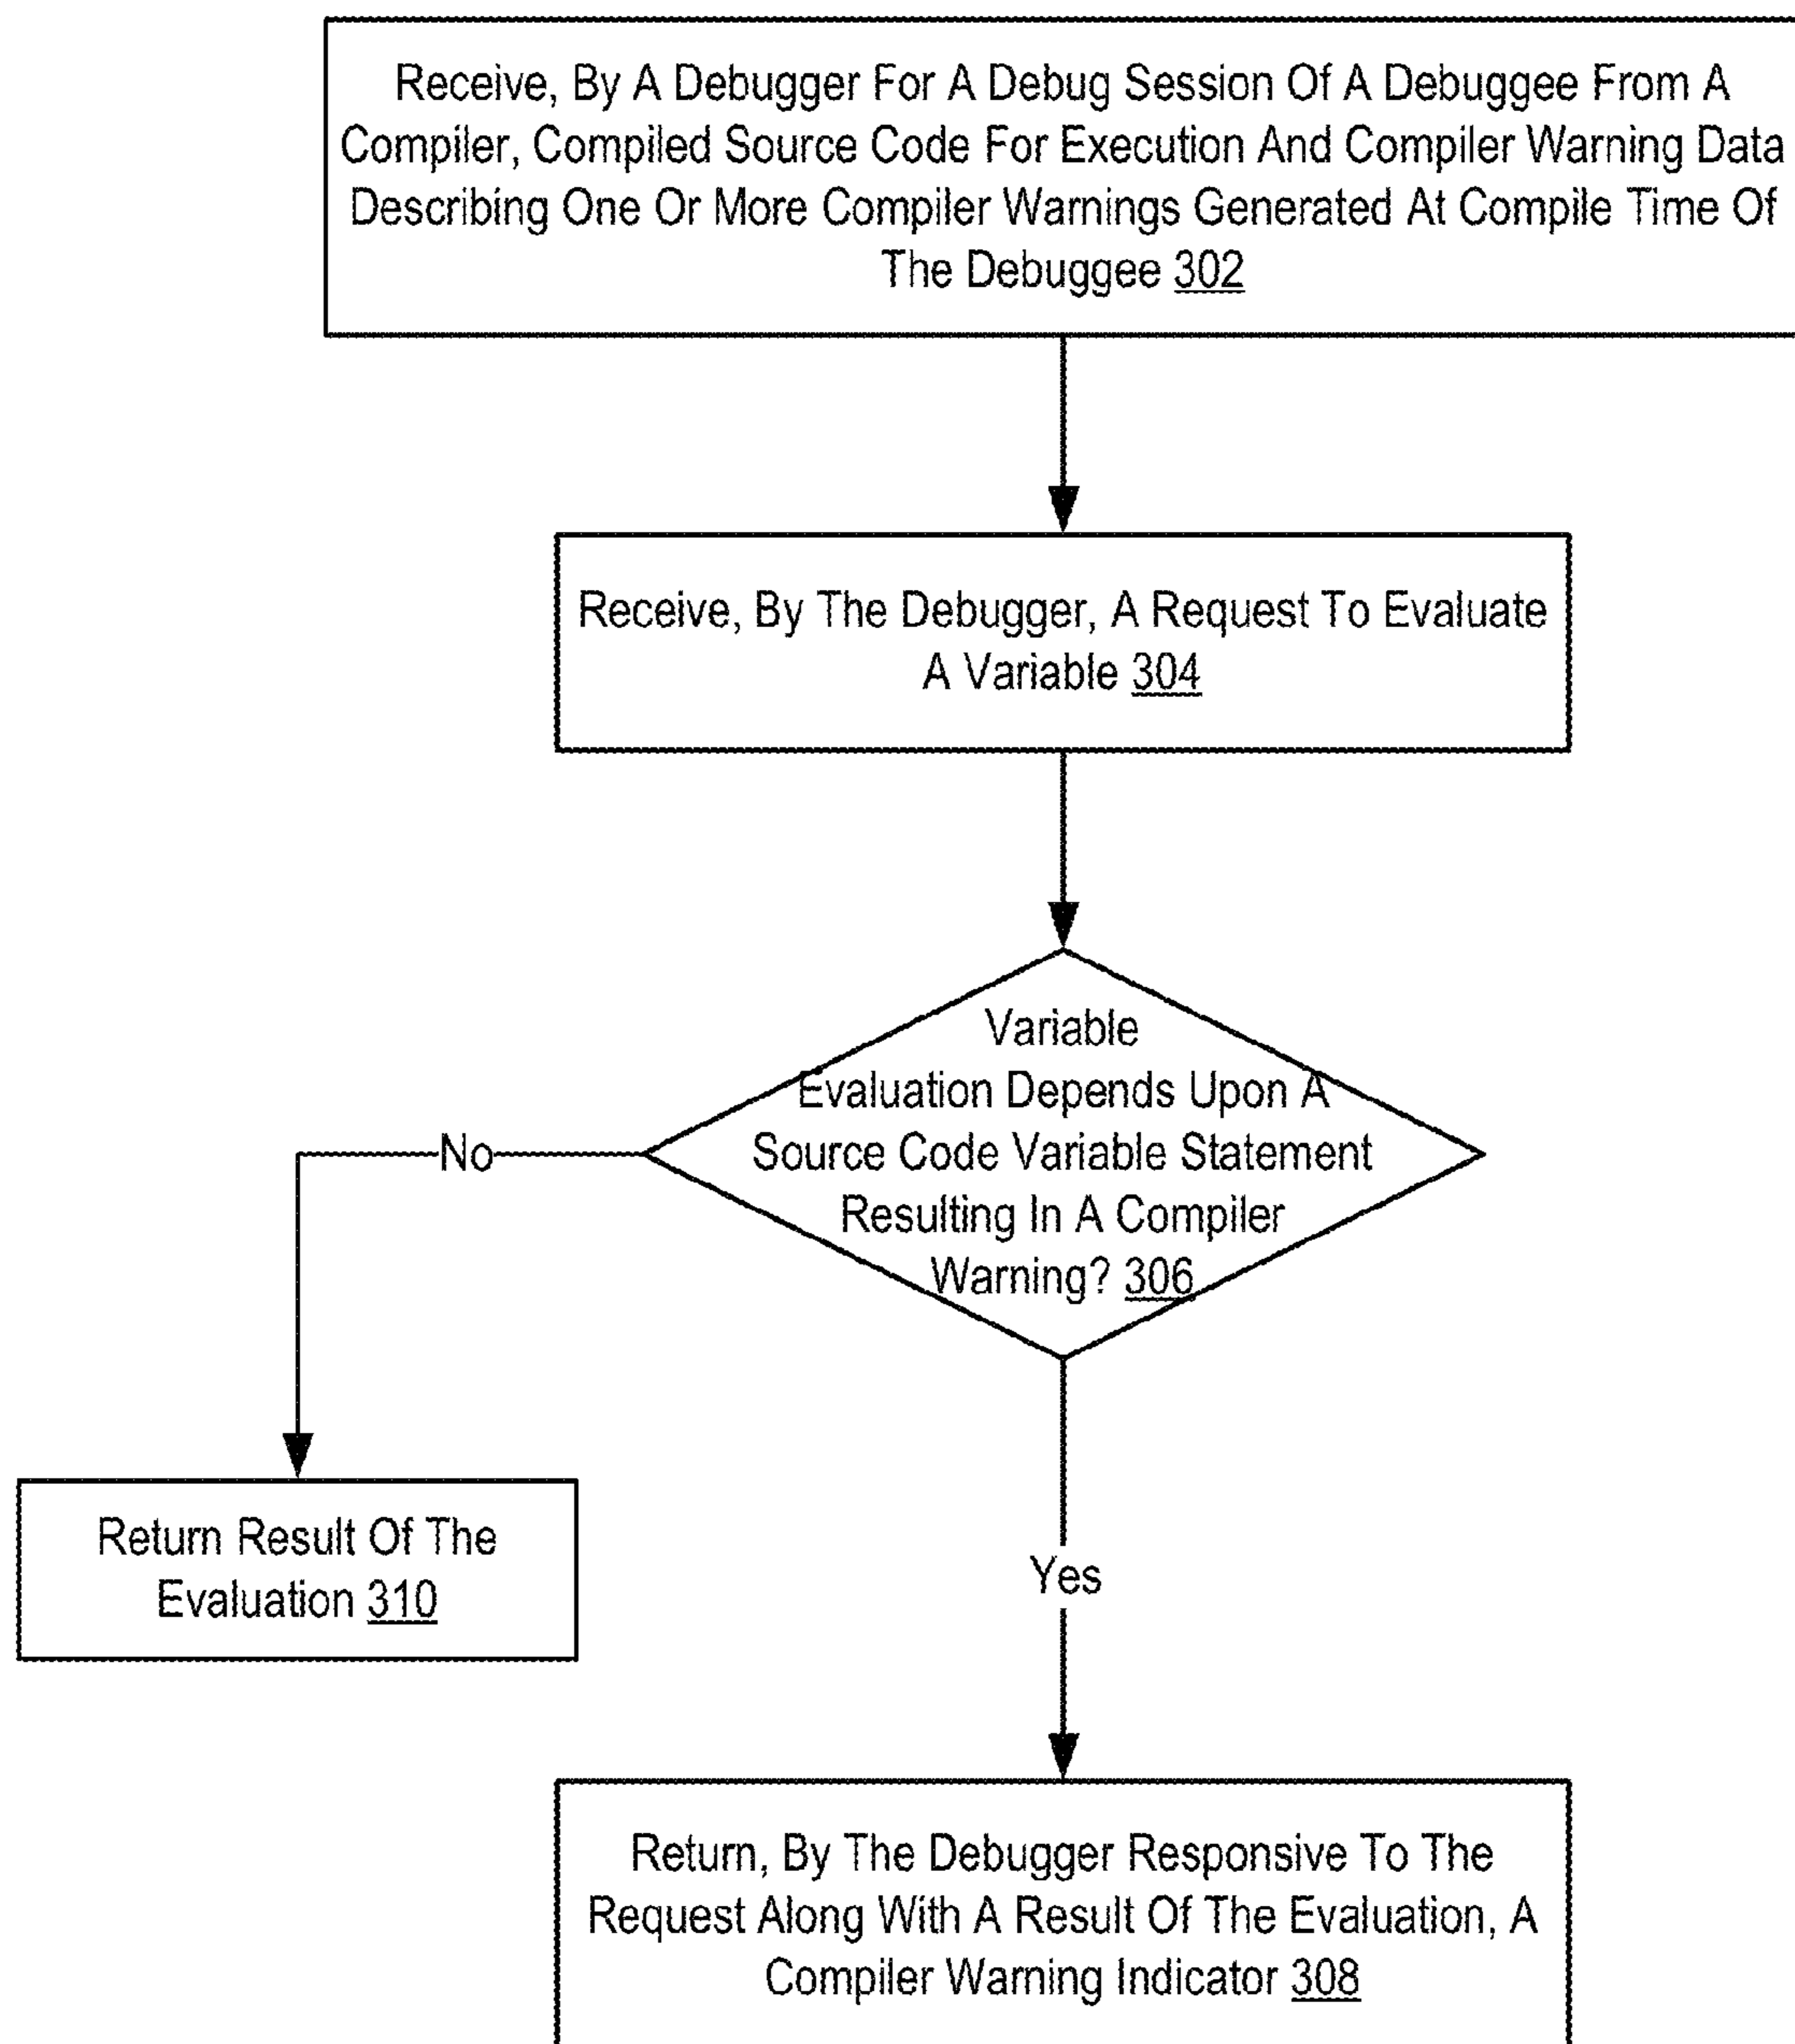 Receive, By A Debugger For A Debug Session Of A Debuggee From A
Compiler, Compiled Source Code For Execution And Compiler Warning Data
Describing One Or More Compiler Warnings Generated At Compile Time Of
The Debuggee 302
Receive, By The Debugger, A Request To Evaluate
A Variable 304
Variable
Evaluation Depends Upon A
Source Code Variable Statement
Resulting In A Compiler
Warning? 306
No
Return Result Of The
Evaluation 310
Yes
Return, By The Debugger Responsive To The
Request Along With A Result Of The Evaluation, A
Compiler Warning Indicator 308